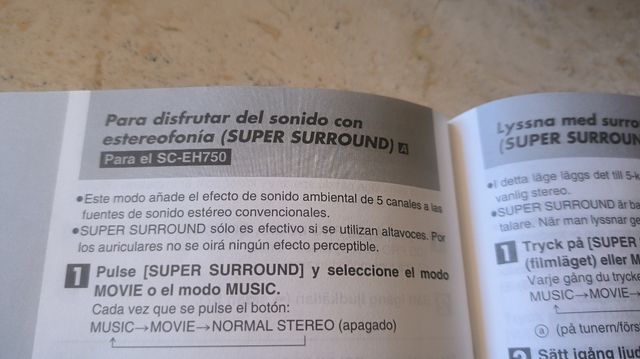 Para disfrutar del sonido con
estereofonía (SUPER SURROUND) A
Para el SC-EH750
•Este modo añade el efecto de sonido ambiental de 5 canales a las
fuentes de sonido estéreo convencionales.
•SUPER SURROUND sólo es efectivo si se utilizan altavoces. Por
los auriculares no se oirá ningún efecto perceptible.
1 Pulse [SUPER SURROUND] y seleccione el modo
MOVIE o el modo MUSIC.
Cada vez que se pulse el botón:
MUSIC→MOVIE→NORMAL STEREO (apagado)
Lyssna med surro
(SUPER SURROUN
•I detta läge läggs det till 5-k
vanlig stereo.
•SUPER SURROUND är ba
talare. När man lyssnar ge
1 Tryck på [SUPER
(filmläget) eller M
Varje gång du trycke
MUSIC→MOVIE→
ⓐ (på tunern/förs
2 Sätt igång ljud